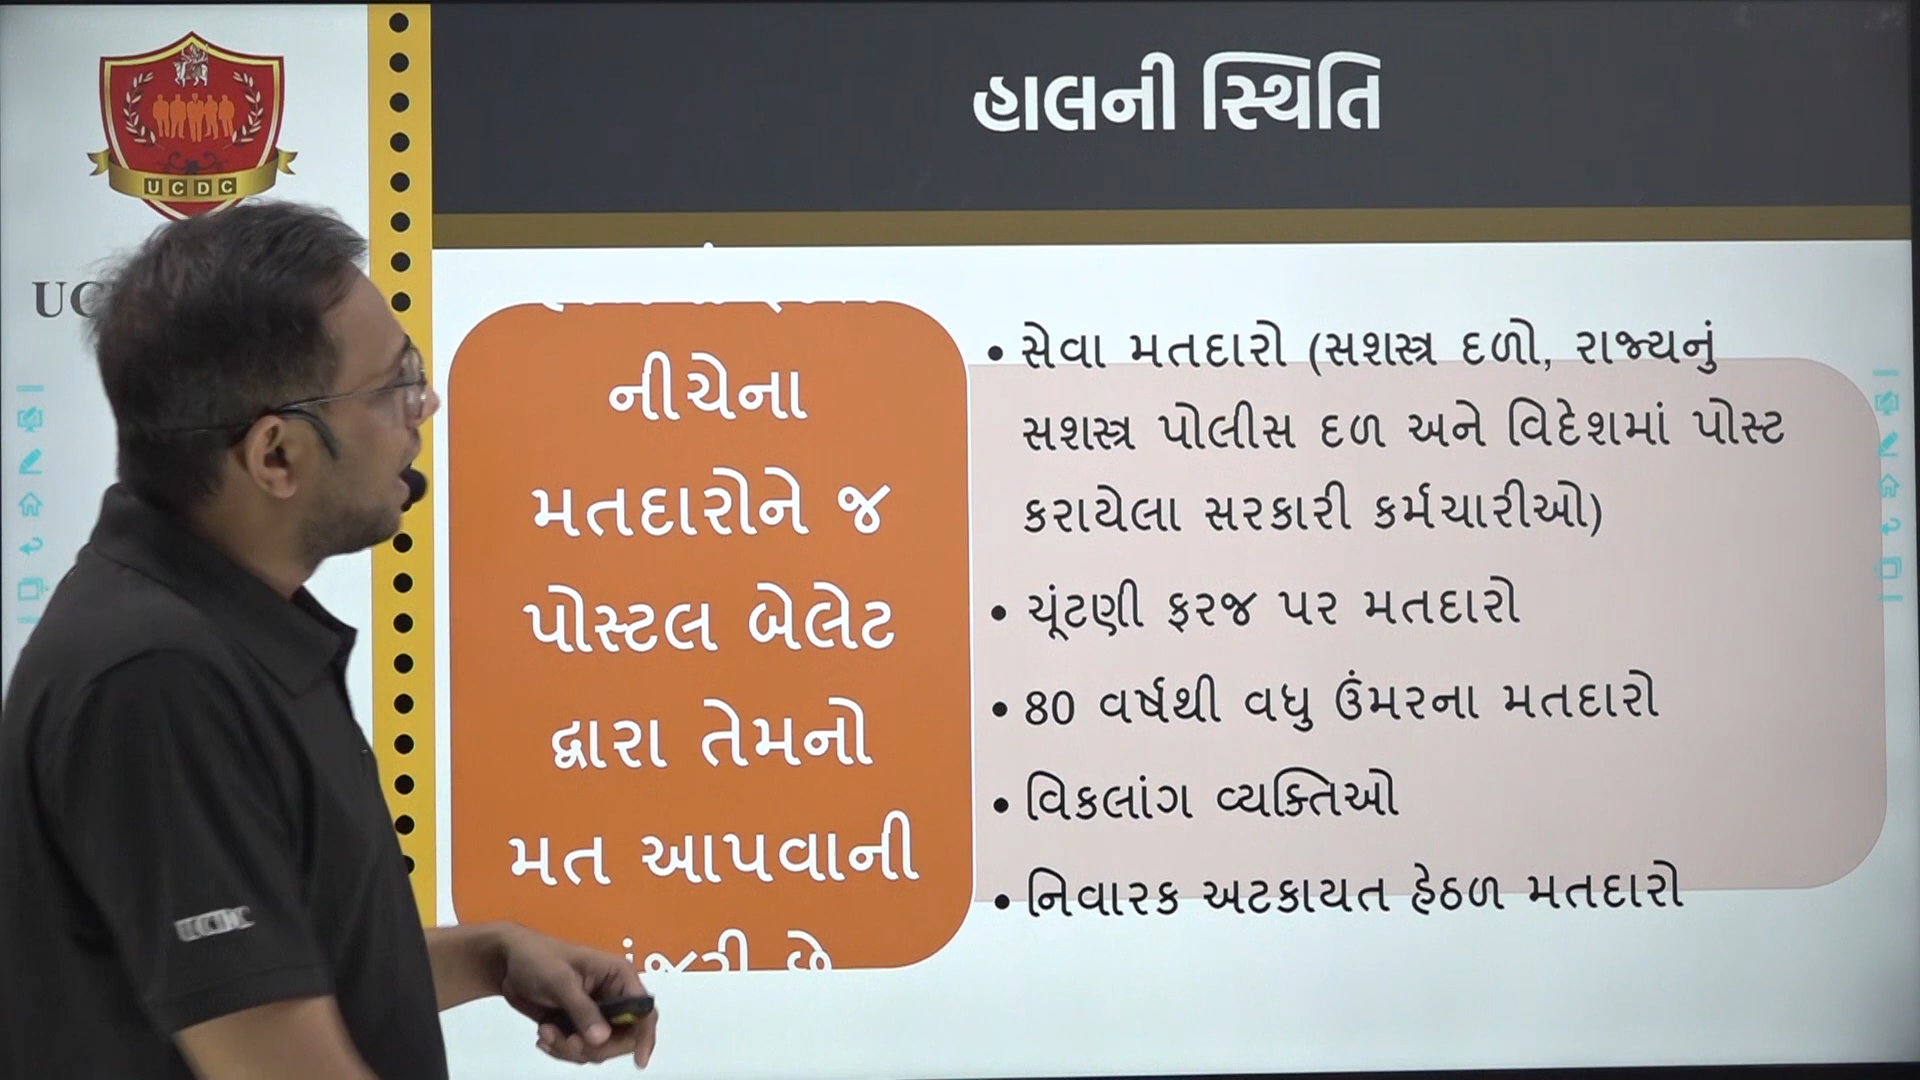 UCDC
હાલની સ્થિતિ
નીચેના
મતદારોને જ
પોસ્ટલ બેલેટ
દ્વારા તેમનો
મત આપવાની
છે
• સેવા મતદારો (સશસ્ત્ર દળો, રાજ્યનું
સશસ્ત્ર પોલીસ દળ અને વિદેશમાં પોસ્ટ
કરાયેલા સરકારી કર્મચારીઓ)
• ચૂંટણી ફરજ પર મતદારો
• 80 વર્ષથી વધુ ઉંમરના મતદારો
• વિકલાંગ વ્યક્તિઓ
• નિવારક અટકાયત હેઠળ મતદારો
UCDC